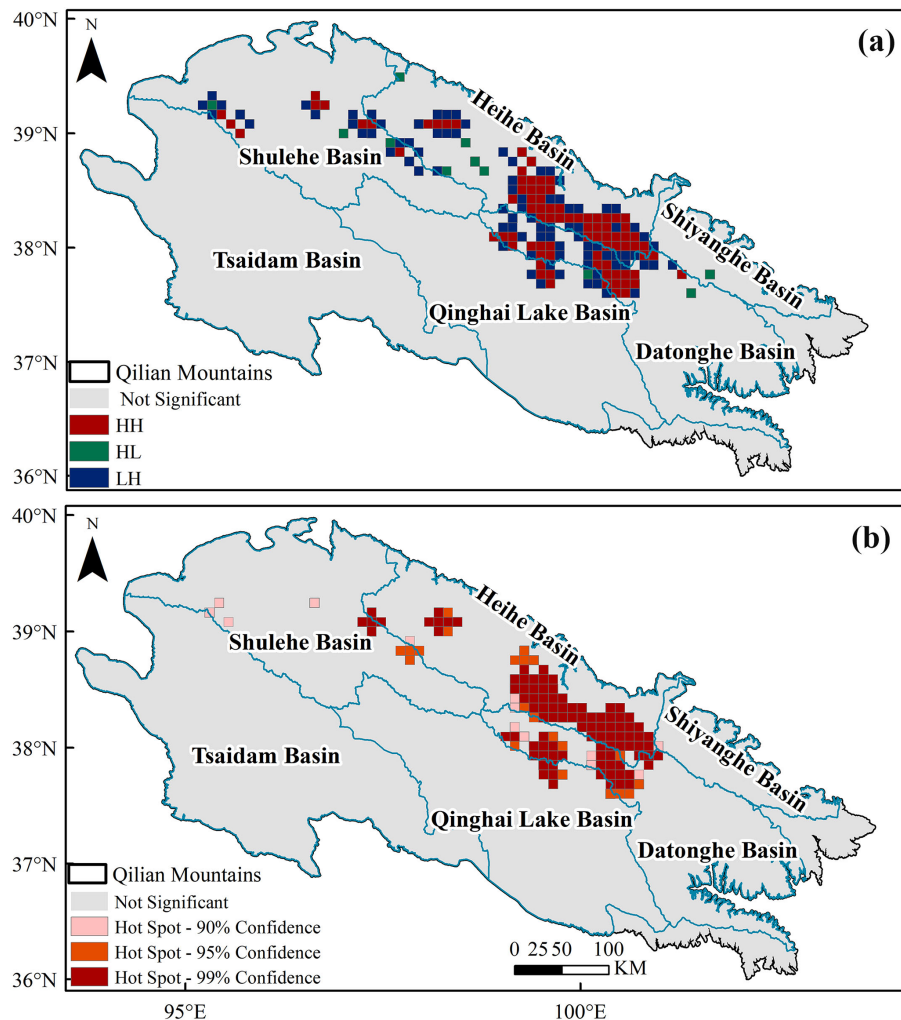 40°N
N
(a)
39°N
Heihe Basin
Shulehe Basin
38°N
Shiyanghe Basin
Tsaidam Basin
Qinghai Lake Basin
37°N
Datonghe Basin
Qilian Mountains
Not Significant
HH
36°N
HL
LH
40°N
N
(b)
39°N
Heihe Basin
Shulehe Basin
38°N
Shiyanghe Basin
Tsaidam Basin
Qinghai Lake Basin
37°N
Datonghe Basin
Qilian Mountains
Not Significant
Hot Spot - 90% Confidence
Hot Spot - 95% Confidence
Hot Spot - 99% Confidence
0 25 50 100
KM
36°N
95°E
100°E